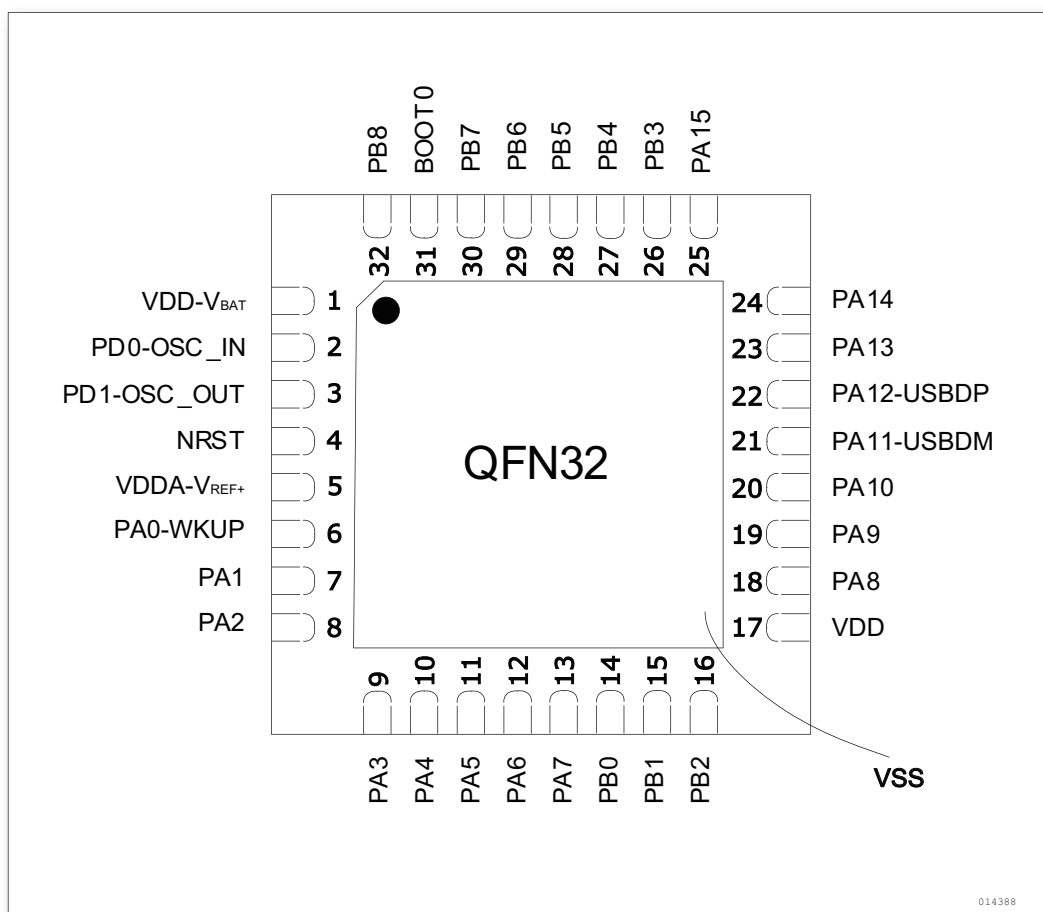 PB8
BOOT0
PB7
PB6
PB5
PB4
PB3
PA15
32
31
30
29
28
27
26
25
VDD-VBAT 1
PD0-OSC_IN 2
PD1-OSC_OUT 3
NRST 4
VDDA-VREF+ 5
PA0-WKUP 6
PA1 7
PA2 8
QFN32
24 PA14
23 PA13
22 PA12-USBDP
21 PA11-USBDM
20 PA10
19 PA9
18 PA8
17 VDD
9
10
11
12
13
14
15
16
PA3
PA4
PA5
PA6
PA7
PB0
PB1
PB2
VSS
014388